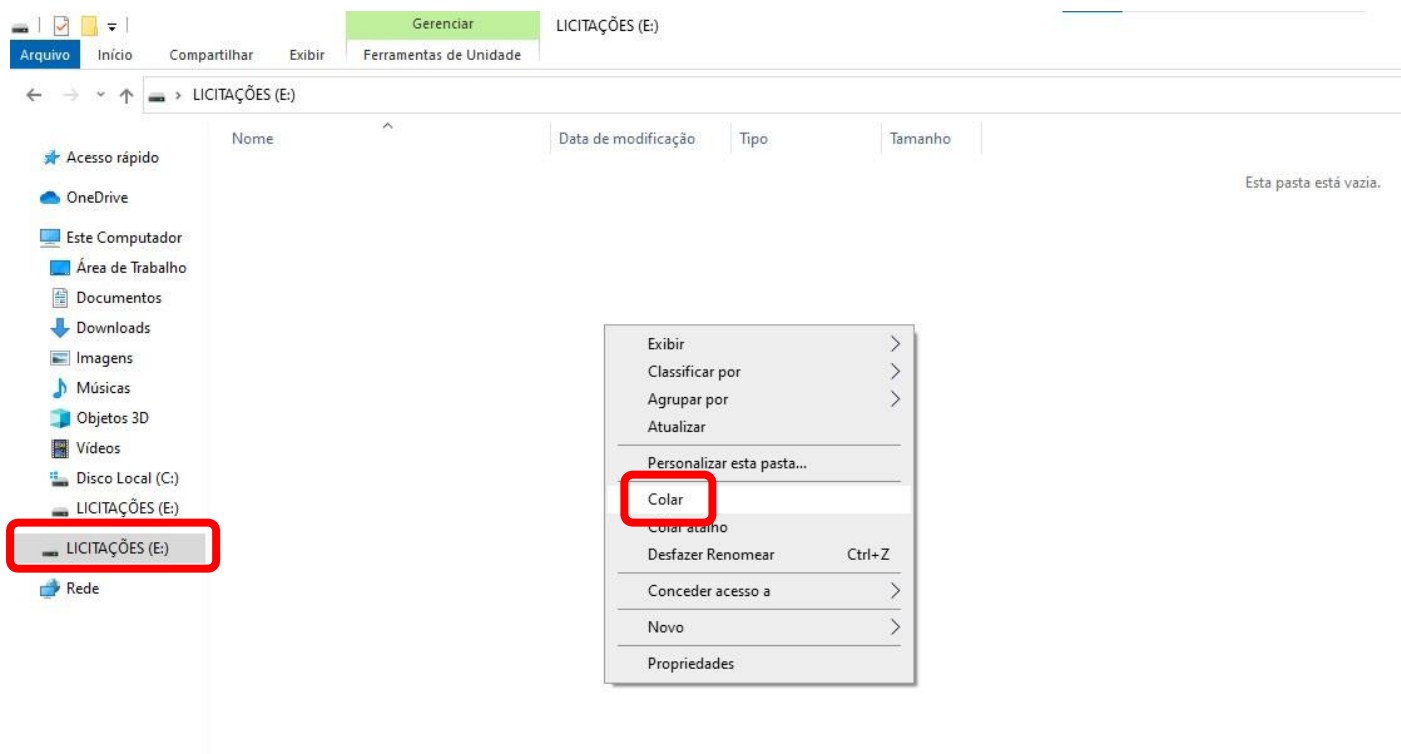 Gerenciar
LICITAÇÕES (E:)
Arquivo Início Compartilhar Exibir Ferramentas de Unidade
LICITAÇÕES (E:)
Nome Data de modificação Tipo Tamanho
Esta pasta está vazia.
Acesso rápido
OneDrive
Este Computador
Área de Trabalho
Documentos
Downloads
Imagens
Músicas
Objetos 3D
Vídeos
Disco Local (C:)
LICITAÇÕES (E:)
LICITAÇÕES (E:)
Rede
Exibir
Classificar por
Agrupar por
Atualizar
Personalizar esta pasta...
Colar
Colar atalho
Desfazer Renomear Ctrl+Z
Conceder acesso a
Novo
Propriedades